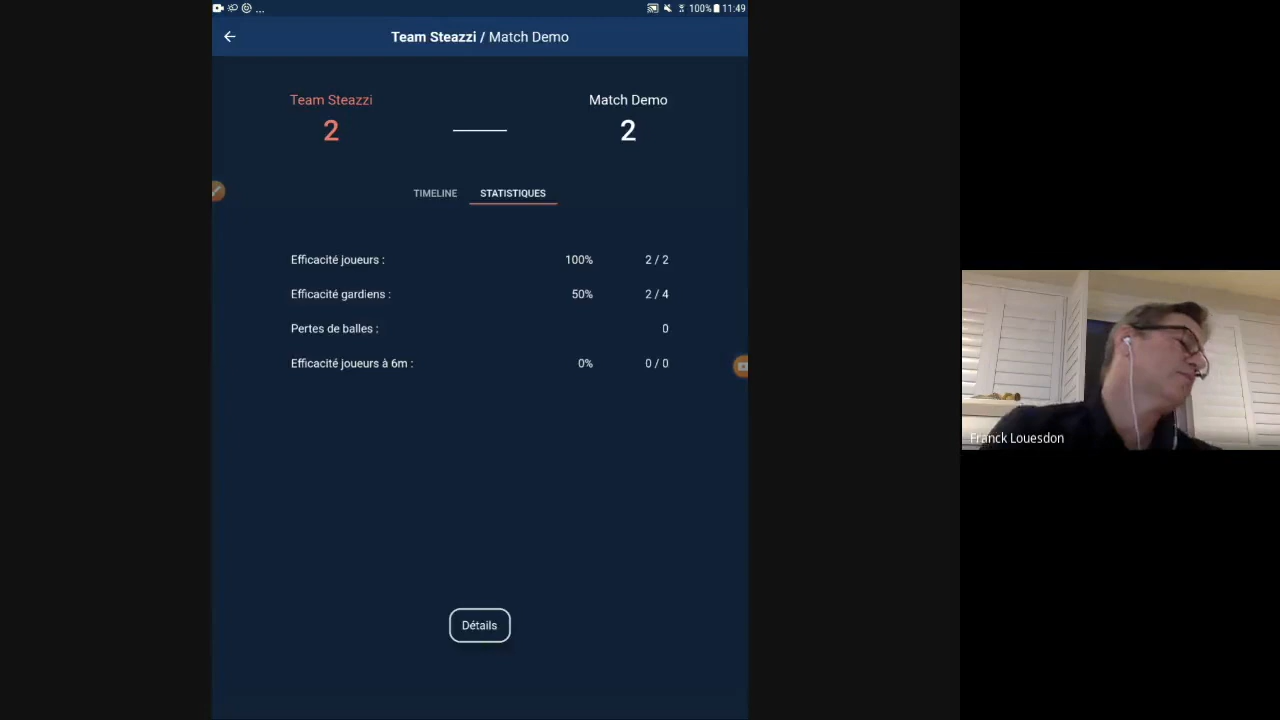 ... 100% 11:49
Team Steazzi / Match Demo
Team Steazzi Match Demo
2 2
TIMELINE STATISTIQUES
Efficacité joueurs : 100% 2 / 2
Efficacité gardiens : 50% 2 / 4
Pertes de balles : 0
Efficacité joueurs à 6m : 0% 0 / 0
Franck Louesdon
Détails